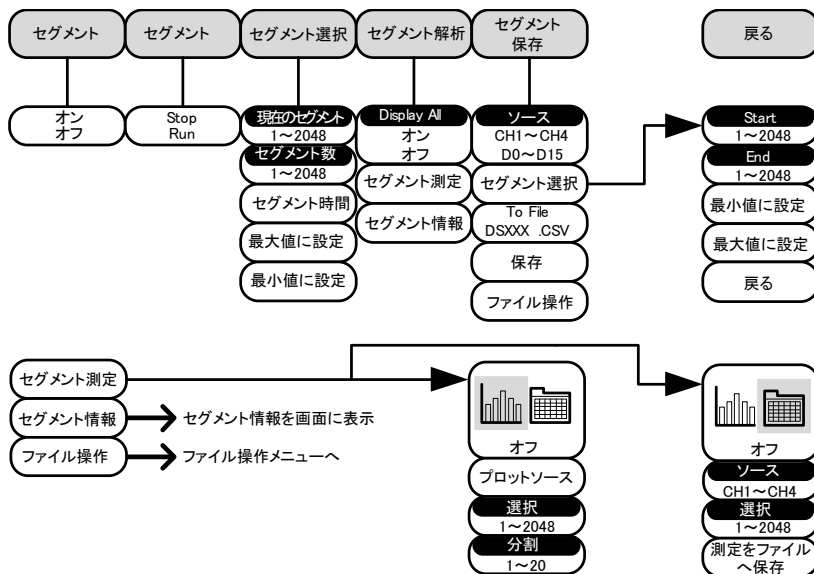 セグメント
セグメント
セグメント選択
セグメント解析
セグメント
保存
戻る
オン
オフ
Stop
Run
現在のセグメント
1～2048
セグメント数
1～2048
セグメント時間
最大値に設定
最小値に設定
Display All
オン
オフ
セグメント測定
セグメント情報
ソース
CH1～CH4
D0～D15
セグメント選択
To File
DSXXX .CSV
保存
ファイル操作
Start
1～2048
End
1～2048
最小値に設定
最大値に設定
戻る
セグメント測定
セグメント情報
セグメント情報を画面に表示
ファイル操作
ファイル操作メニューへ
オフ
プロットソース
選択
1～2048
分割
1～20
オフ
ソース
CH1～CH4
選択
1～2048
測定をファイル
へ保存